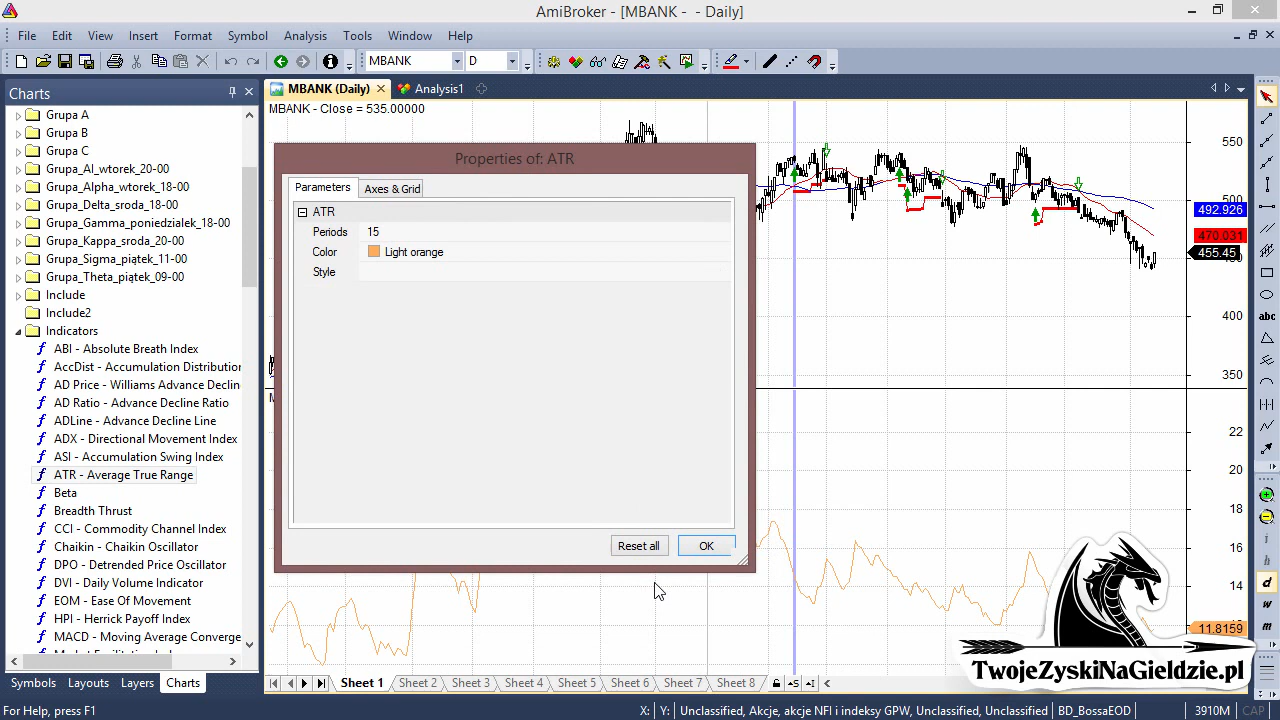 AmiBroker - [MBANK - - Daily]
File Edit View Insert Format Symbol Analysis Tools Window Help
MBANK D
Charts
MBANK (Daily) Analysis1
MBANK - Close = 535.00000
Grupa A
Grupa B
Grupa C
Grupa_AI_wtorek_20-00
Grupa_Alpha_wtorek_18-00
Grupa_Delta_sroda_18-00
Grupa_Gamma_poniedzialek_18-00
Grupa_Kappa_sroda_20-00
Grupa_Sigma_piątek_11-00
Grupa_Theta_piątek_09-00
Include
Include2
Indicators
ABI - Absolute Breath Index
AccDist - Accumulation Distributior
AD Price - Williams Advance Declin
AD Ratio - Advance Decline Ratio
ADLine - Advance Decline Line
ADX - Directional Movement Index
ASI - Accumulation Swing Index
ATR - Average True Range
Beta
Breadth Thrust
CCI - Commodity Channel Index
Chaikin - Chaikin Oscillator
DPO - Detrended Price Oscillator
DVI - Daily Volume Indicator
EOM - Ease Of Movement
HPI - Herrick Payoff Index
MACD - Moving Average Converge
Symbols Layouts Layers Charts
Properties of: ATR
Parameters Axes & Grid
ATR
Periods 15
Color Light orange
Style
Reset all OK
550
500
492.926
470.031
455.45
400
350
22
20
18
16
14
11.8159
abc
i
h
d
w
m
TwojeZyskiNaGieldzie.pl
Sheet 1 Sheet 2 Sheet 3 Sheet 4 Sheet 5 Sheet 6 Sheet 7 Sheet 8
For Help, press F1 X: Y: Unclassified, Akcje, akcje NFI i indeksy GPW, Unclassified, Unclassified BD_BossaEOD 3910M CAP